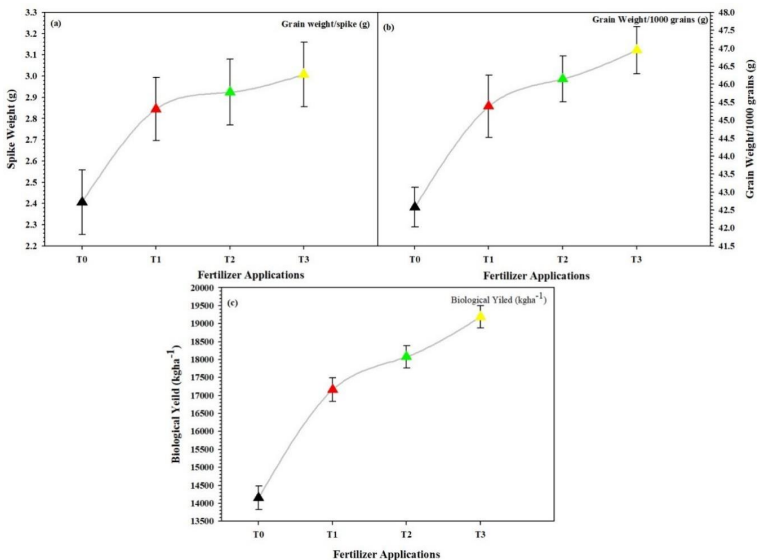 (a)
Grain weight/spike (g)
3.3
3.2
3.1
3.0
2.9
2.8
2.7
2.6
2.5
2.4
2.3
2.2
Spike Weight (g)
T0 T1 T2 T3
Fertilizer Applications
(b)
Grain Weight/1000 grains (g)
48.0
47.5
47.0
46.5
46.0
45.5
45.0
44.5
44.0
43.5
43.0
42.5
42.0
41.5
Grain Weight/1000 grains (g)
T0 T1 T2 T3
Fertilizer Applications
(c)
Biological Yiled (kgha-1)
20000
19500
19000
18500
18000
17500
17000
16500
16000
15500
15000
14500
14000
13500
Biological Yeild (kgha-1)
T0 T1 T2 T3
Fertilizer Applications